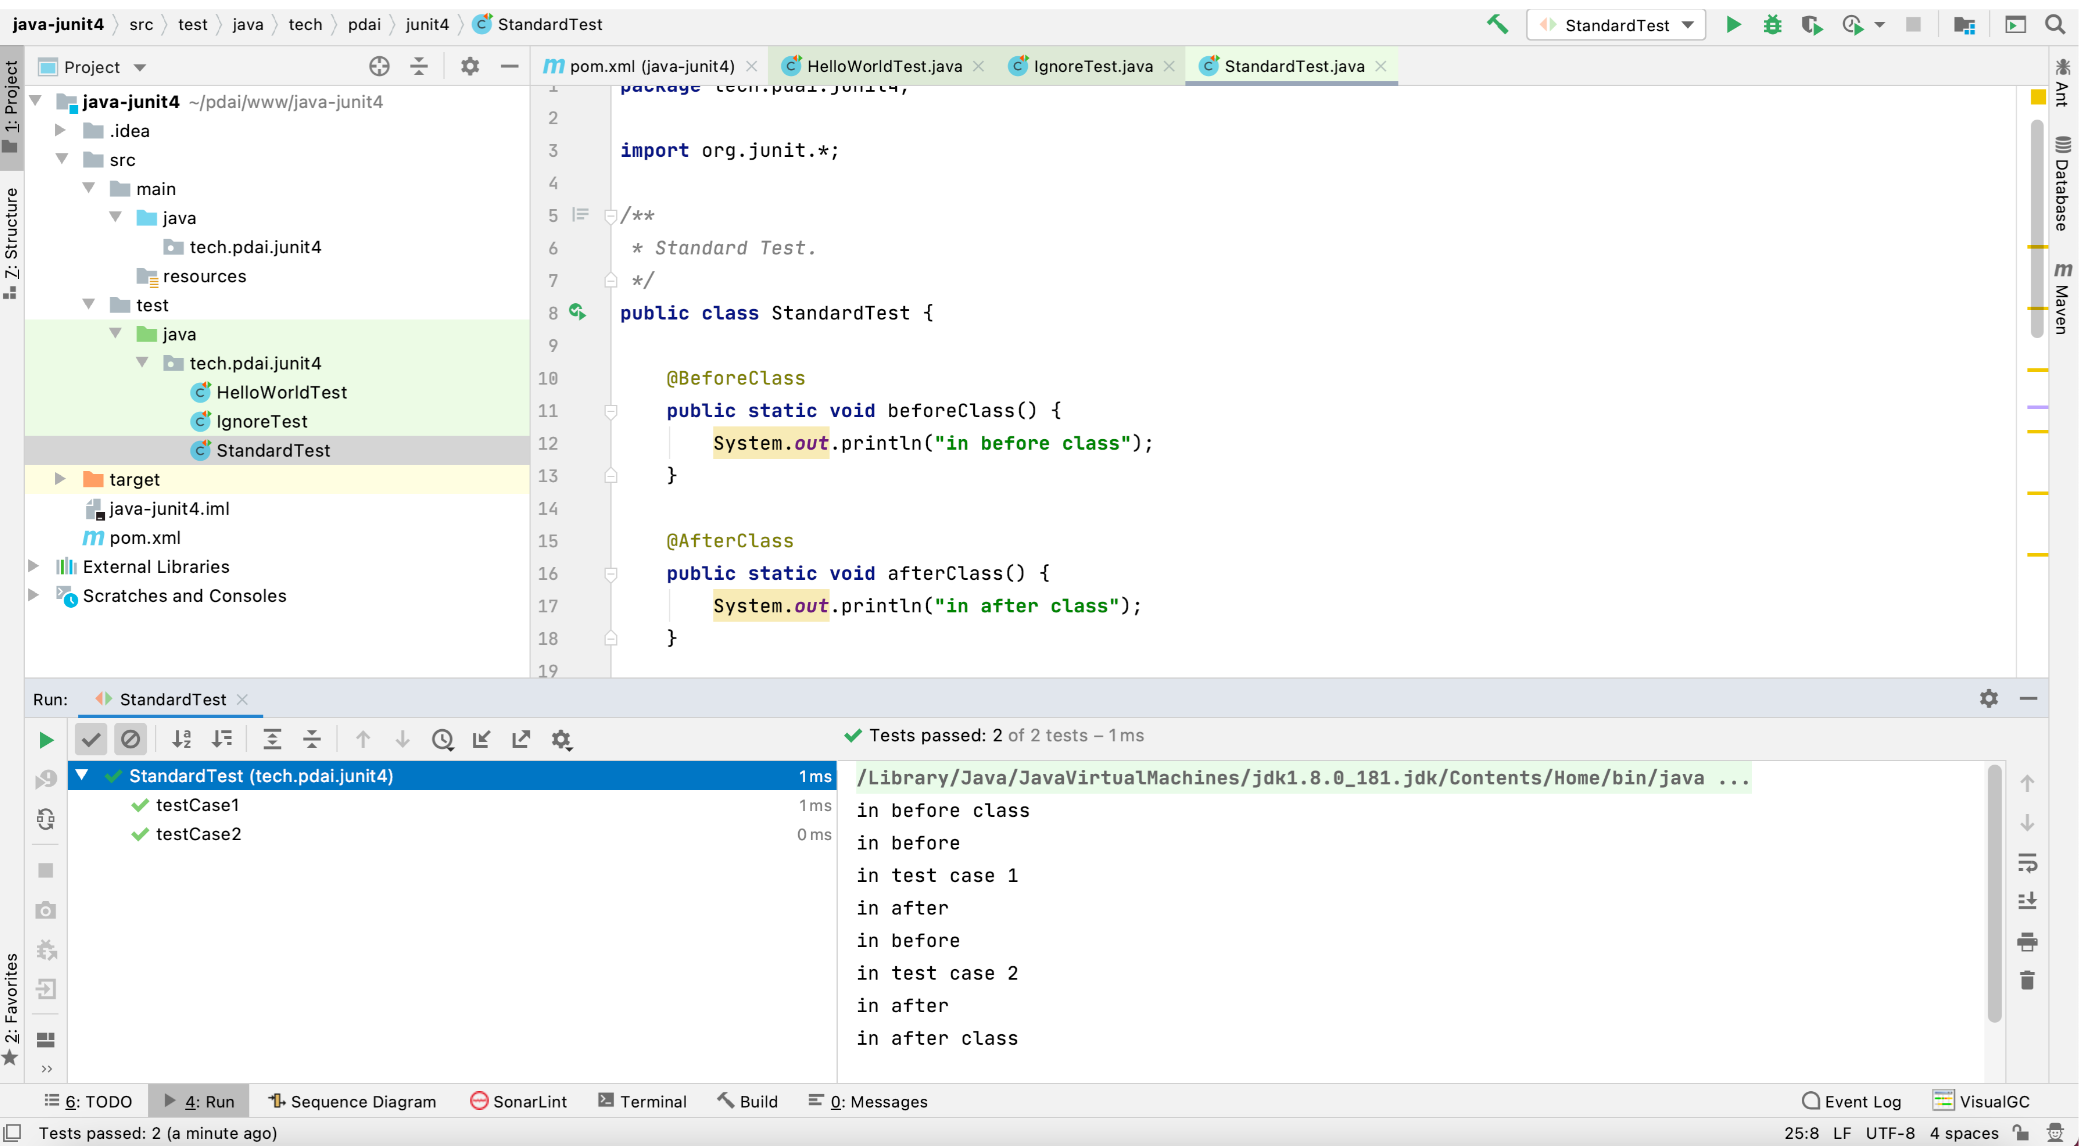 java-junit4 src test java tech pdai junit4 StandardTest
StandardTest
1: Project
7: Structure
2: Favorites
Project
java-junit4 ~/pdai/www/java-junit4
.idea
src
main
java
tech.pdai.junit4
resources
test
java
tech.pdai.junit4
HelloWorldTest
IgnoreTest
StandardTest
target
java-junit4.iml
pom.xml
External Libraries
Scratches and Consoles
pom.xml (java-junit4) HelloWorldTest.java IgnoreTest.java StandardTest.java
1 package tech.pdai.junit4;
2
3 import org.junit.*;
4
5 /**
6 * Standard Test.
7 */
8 public class StandardTest {
9
10 @BeforeClass
11 public static void beforeClass() {
12 System.out.println("in before class");
13 }
14
15 @AfterClass
16 public static void afterClass() {
17 System.out.println("in after class");
18 }
19
Ant
Database
Maven
Run: StandardTest
Tests passed: 2 of 2 tests – 1 ms
StandardTest (tech.pdai.junit4) 1 ms
testCase1 1 ms
testCase2 0 ms
/Library/Java/JavaVirtualMachines/jdk1.8.0_181.jdk/Contents/Home/bin/java ...
in before class
in before
in test case 1
in after
in before
in test case 2
in after
in after class
6: TODO 4: Run Sequence Diagram SonarLint Terminal Build 0: Messages Event Log VisualGC
Tests passed: 2 (a minute ago) 25:8 LF UTF-8 4 spaces